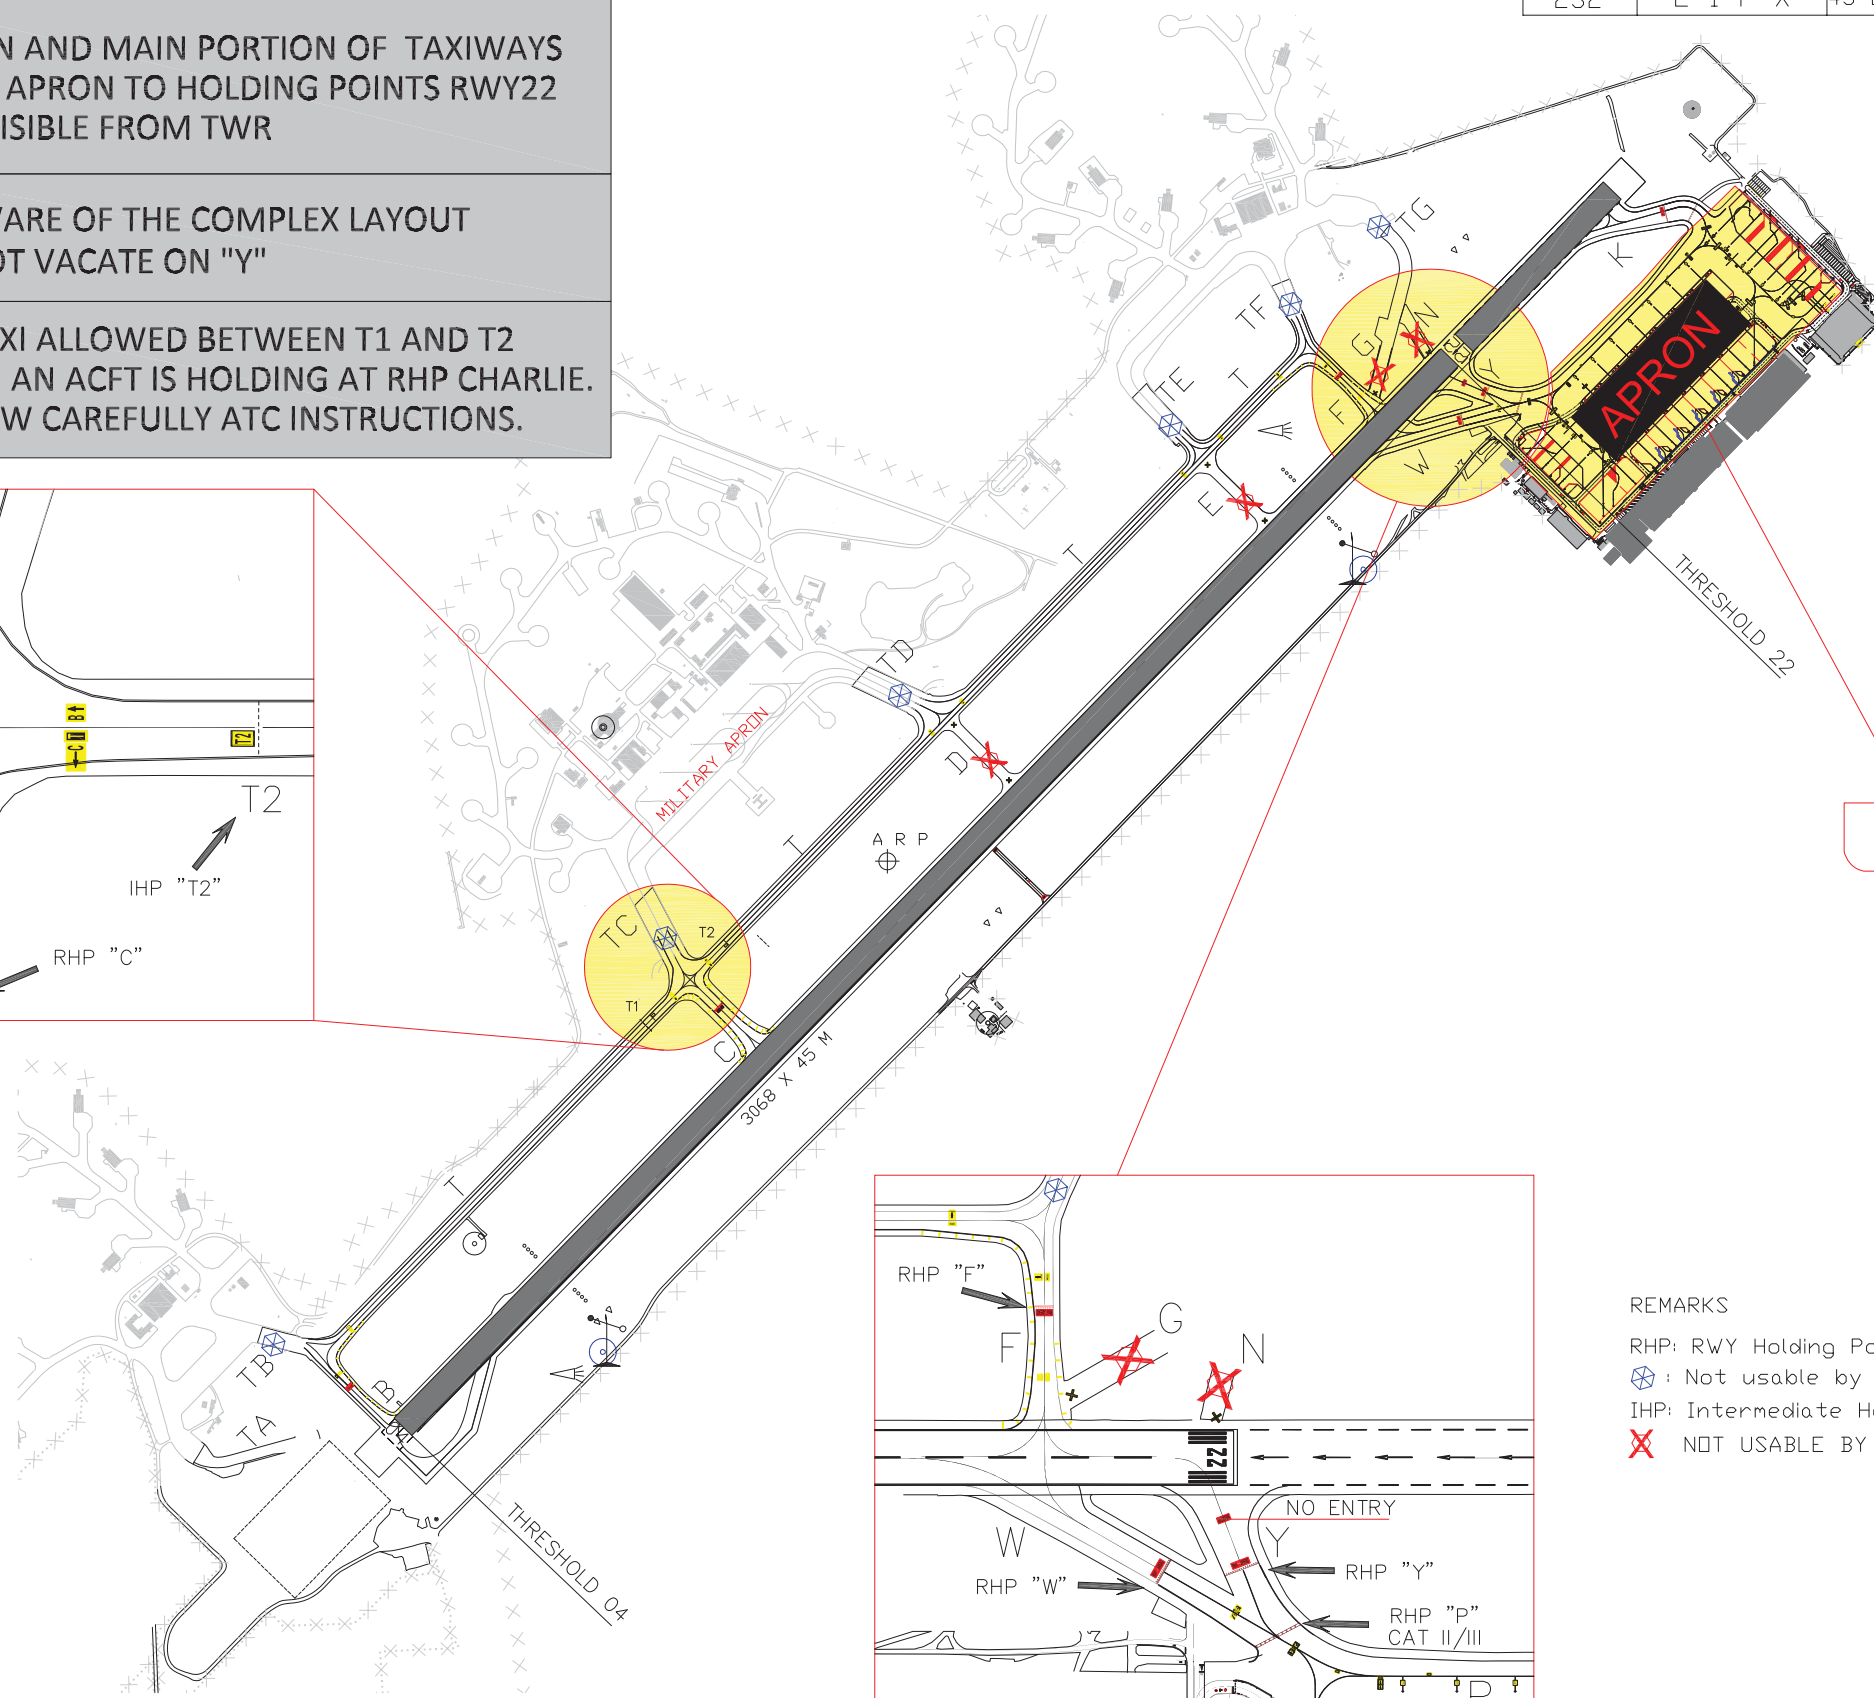 N AND MAIN PORTION OF TAXIWAYS
APRON TO HOLDING POINTS RWY22
ISIBLE FROM TWR
ARE OF THE COMPLEX LAYOUT
OT VACATE ON "Y"
XI ALLOWED BETWEEN T1 AND T2
AN ACFT IS HOLDING AT RHP CHARLIE.
W CAREFULLY ATC INSTRUCTIONS.
B
C
T2
T2
IHP "T2"
RHP "C"
TG
K
N
G
TF
Y
TE
T
F
APRON
W
E
T
THRESHOLD 22
TD
MILITARY APRON
D
T
A R P
TC
T2
T1
C
3068 X 45 M
T
TB
B
TA
THRESHOLD 04
RHP "F"
F
G
N
22
NO ENTRY
W
Y
RHP "W"
RHP "Y"
RHP "P"
CAT II/III
P
REMARKS
RHP: RWY Holding
: Not usable by
IHP: Intermediate
NOT USABLE BY